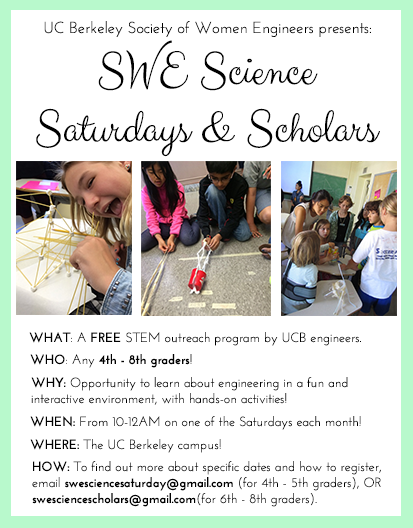 UC Berkeley Society of Women Engineers presents:
SWE Science
Saturdays & Scholars
WHAT: A FREE STEM outreach program by UCB engineers.
WHO: Any 4th - 8th graders!
WHY: Opportunity to learn about engineering in a fun and
interactive environment, with hands-on activities!
WHEN: From 10-12AM on one of the Saturdays each month!
WHERE: The UC Berkeley campus!
HOW: To find out more about specific dates and how to register,
email swesciencesaturday@gmail.com (for 4th - 5th graders), OR
swesciencescholars@gmail.com(for 6th - 8th graders).